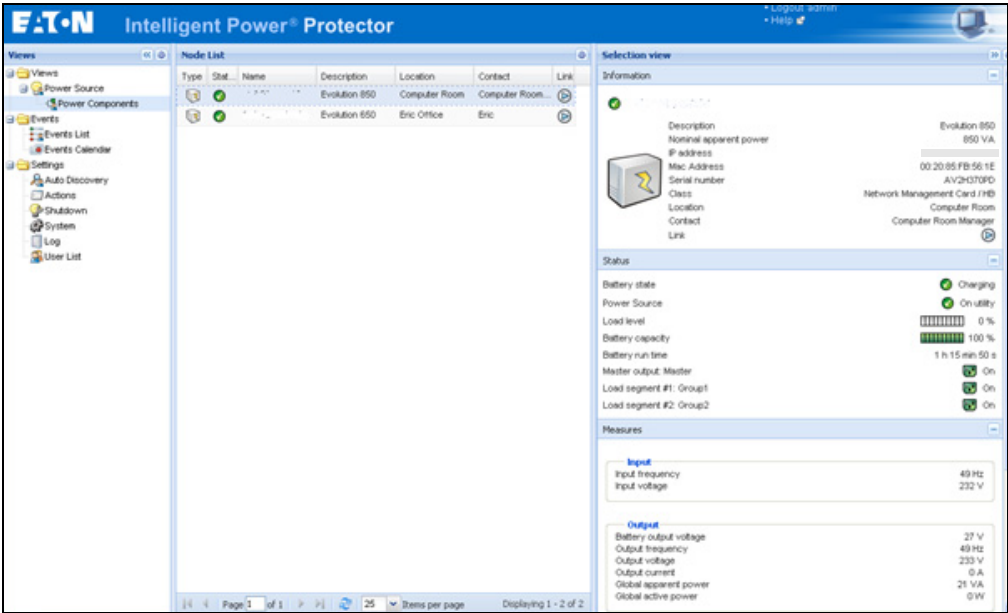 EATON Intelligent Power® Protector
• Logout admin
• Help
Views
Node List
Selection view
Views
Power Source
Power Components
Events
Events List
Events Calendar
Settings
Auto Discovery
Actions
Shutdown
System
Log
User List
Type Stat... Name Description Location Contact Link
Evolution 850 Computer Room Computer Room...
Evolution 650 Eric Office Eric
Page 1 of 1 25 Items per page Displaying 1 - 2 of 2
Information
Description Evolution 850
Nominal apparent power 850 VA
IP address
Mac Address 00:20:85:FB:56:1E
Serial number AV2H370PD
Class Network Management Card / HB
Location Computer Room
Contact Computer Room Manager
Link
Status
Battery state Charging
Power Source On utility
Load level 0 %
Battery capacity 100 %
Battery run time 1 h 15 min 50 s
Master output: Master On
Load segment #1: Group1 On
Load segment #2: Group2 On
Measures
Input
Input frequency 49 Hz
Input voltage 232 V
Output
Battery output voltage 27 V
Output frequency 49 Hz
Output voltage 233 V
Output current 0 A
Global apparent power 21 VA
Global active power 0 W